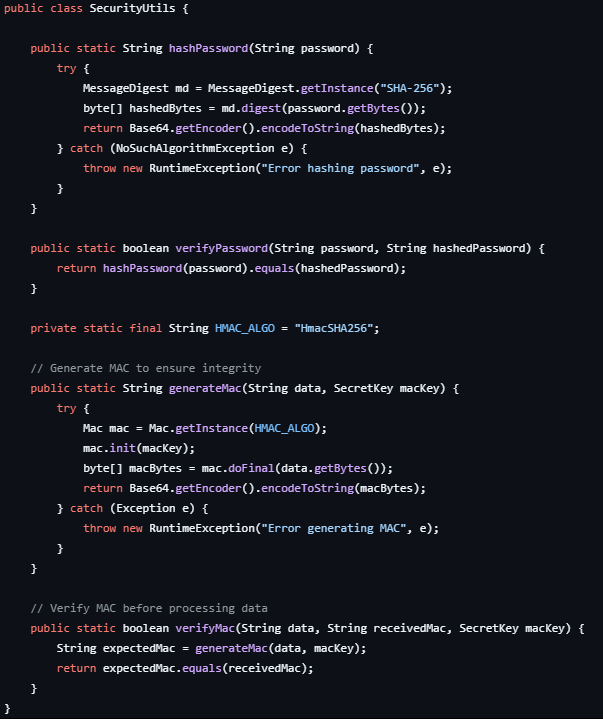 public class SecurityUtils {
    public static String hashPassword(String password) {
        try {
            MessageDigest md = MessageDigest.getInstance("SHA-256");
            byte[] hashedBytes = md.digest(password.getBytes());
            return Base64.getEncoder().encodeToString(hashedBytes);
        } catch (NoSuchAlgorithmException e) {
            throw new RuntimeException("Error hashing password", e);
        }
    }
    public static boolean verifyPassword(String password, String hashedPassword) {
        return hashPassword(password).equals(hashedPassword);
    }
    private static final String HMAC_ALGO = "HmacSHA256";
    // Generate MAC to ensure integrity
    public static String generateMac(String data, SecretKey macKey) {
        try {
            Mac mac = Mac.getInstance(HMAC_ALGO);
            mac.init(macKey);
            byte[] macBytes = mac.doFinal(data.getBytes());
            return Base64.getEncoder().encodeToString(macBytes);
        } catch (Exception e) {
            throw new RuntimeException("Error generating MAC", e);
        }
    }
    // Verify MAC before processing data
    public static boolean verifyMac(String data, String receivedMac, SecretKey macKey) {
        String expectedMac = generateMac(data, macKey);
        return expectedMac.equals(receivedMac);
    }
}